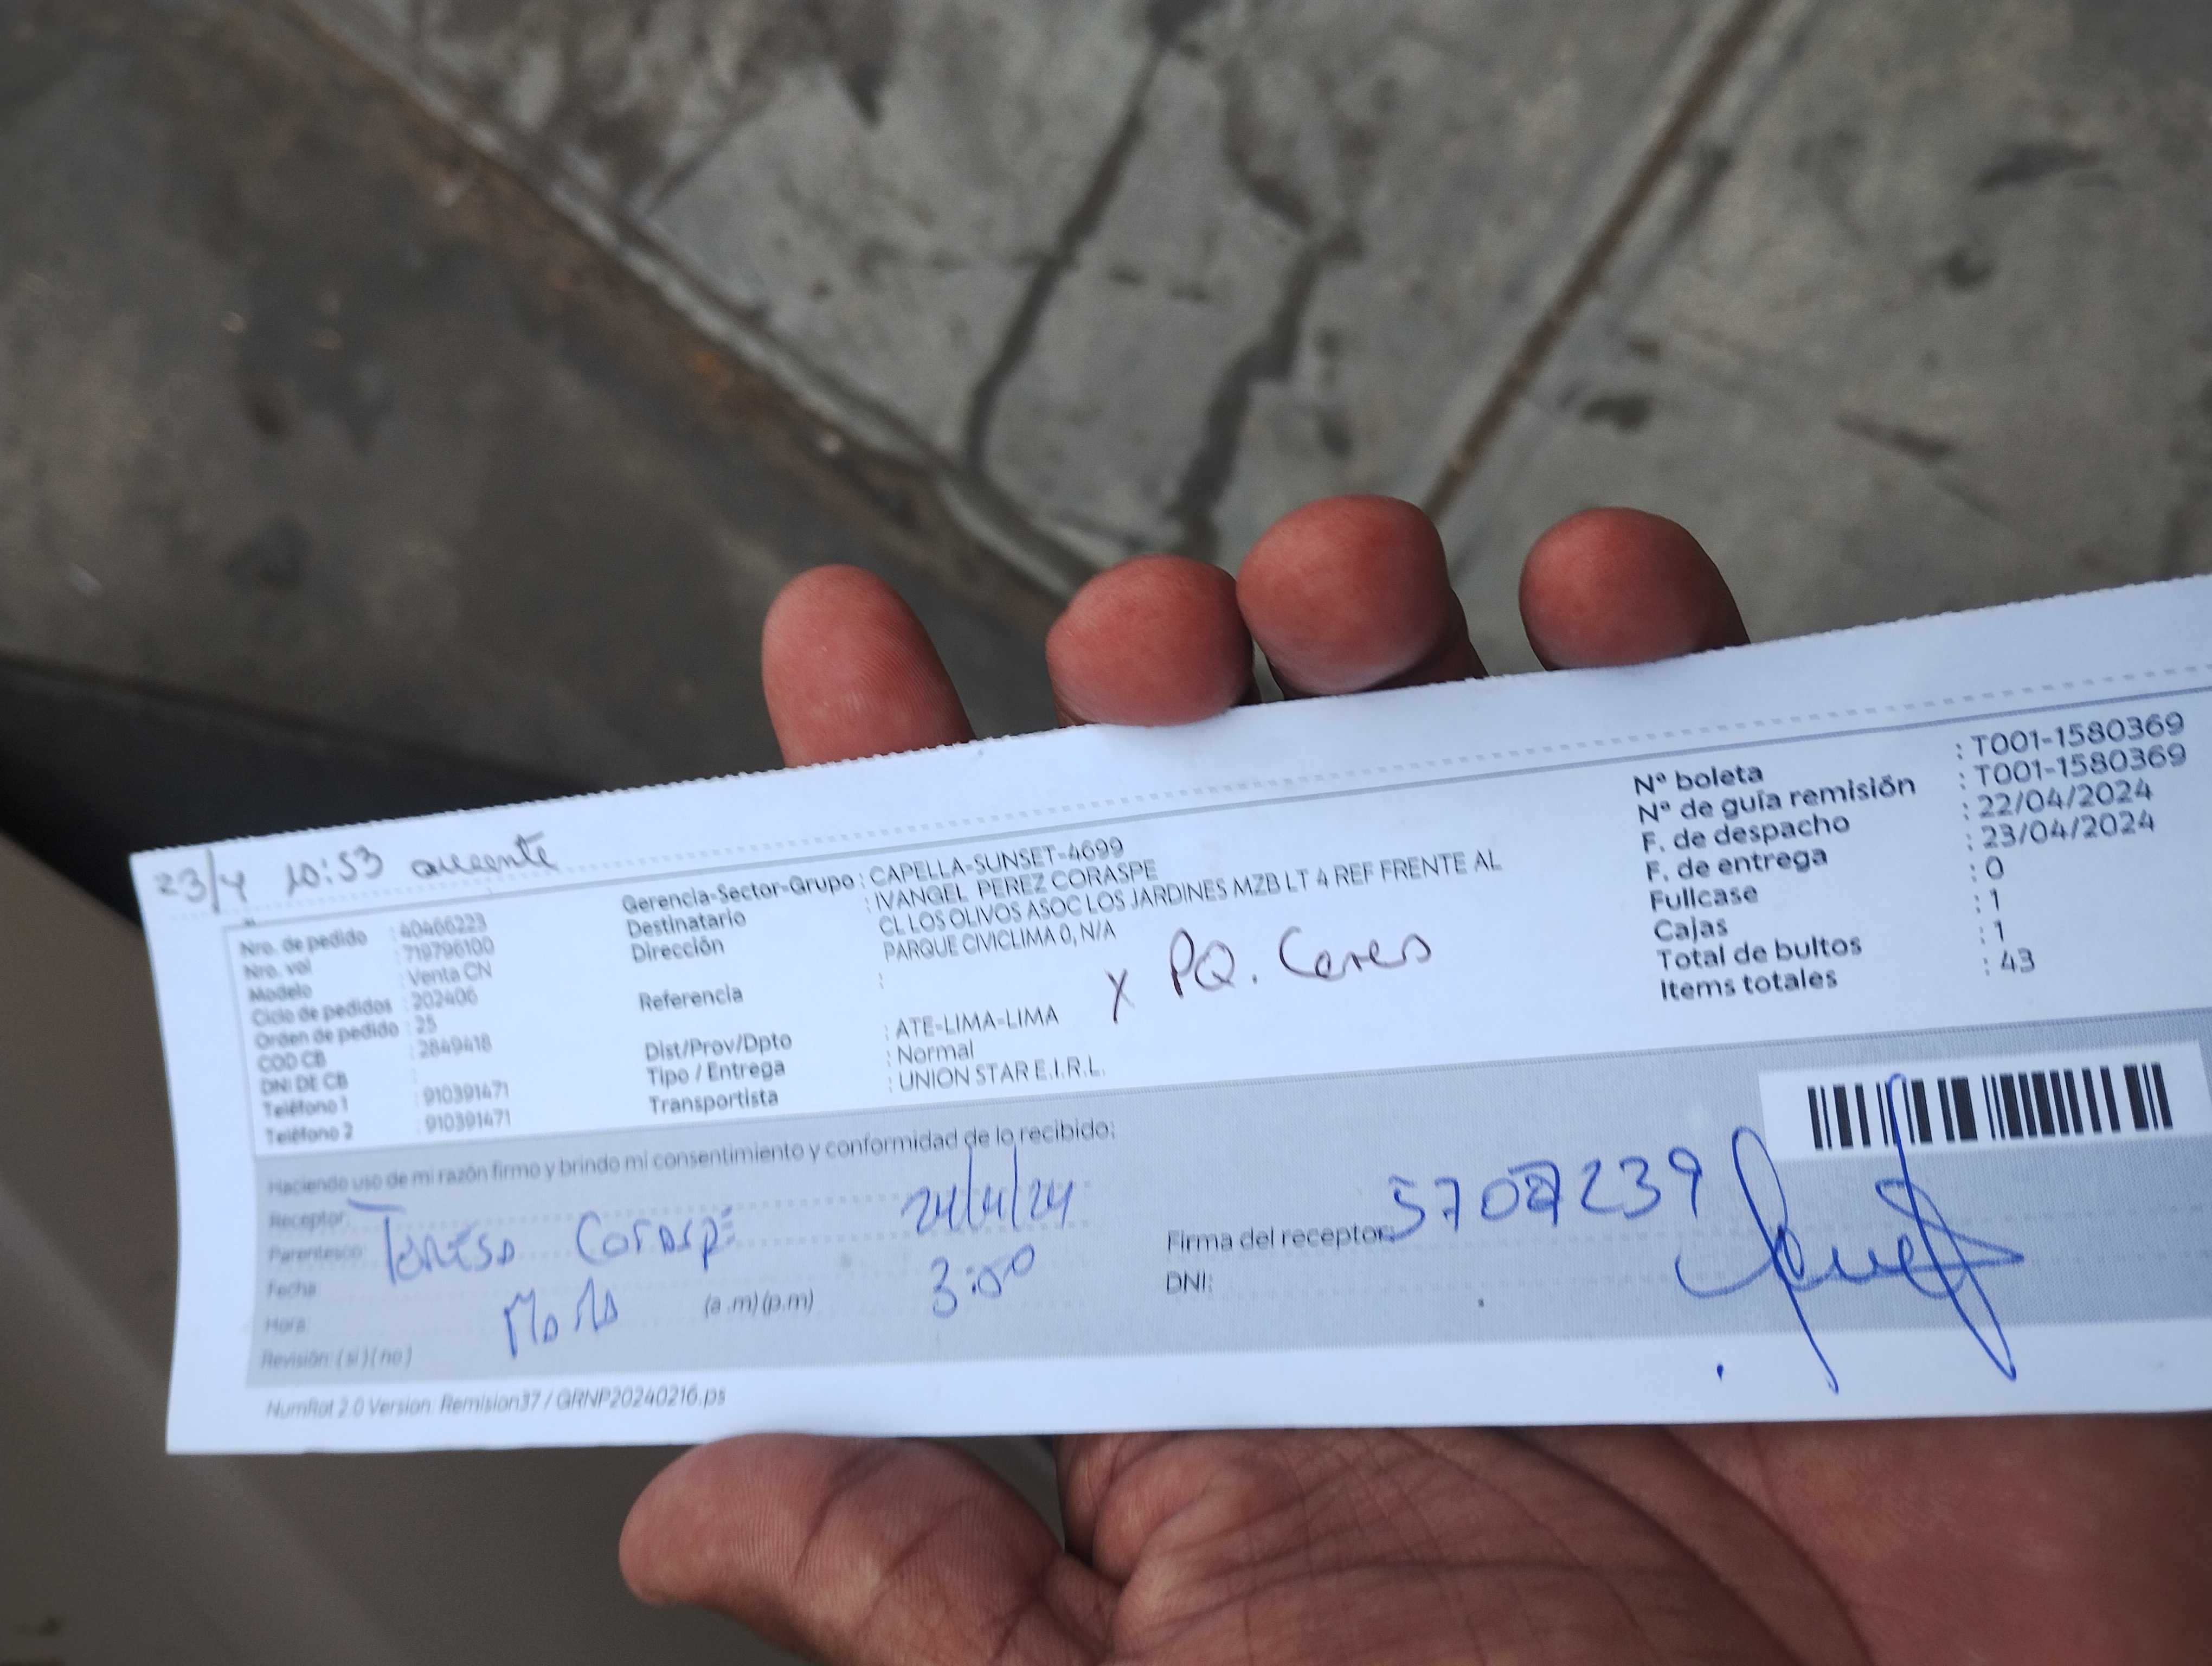 23/4 10:53 ausente
Nro. de pedido : 40466223
Nro. vol : 719796100
Modelo : Venta CN
Ciclo de pedidos : 202406
Orden de pedido : 25
COD CB : 2849418
DNI DE CB :
Teléfono 1 : 910391471
Teléfono 2 : 910391471
Gerencia-Sector-Grupo : CAPELLA-SUNSET-4699
Destinatario : IVANGEL PEREZ CORASPE
Dirección CL LOS OLIVOS ASOC LOS JARDINES MZB LT 4 REF FRENTE AL
PARQUE CIVICLIMA 0, N/A
Referencia :
X PQ. Ceres
Dist/Prov/Dpto : ATE-LIMA-LIMA
Tipo / Entrega : Normal
Transportista : UNION STAR E.I.R.L.
Nº boleta : T001-1580369
Nª de guía remisión : T001-1580369
F. de despacho : 22/04/2024
F. de entrega : 23/04/2024
Fullcase : 0
Cajas : 1
Total de bultos : 1
Items totales : 43
Haciendo uso de mi razón firmo y brindo mi consentimiento y conformidad de lo recibido:
Receptor:
Parentesco: Coraspe 24/4/24
Fecha
Hora: (a.m)(p.m) 3:00
Revisión: (si)(no)
Firma del receptor:
DNI:
NumRot 2.0 Version. Remision37 / GRNP20240216.ps